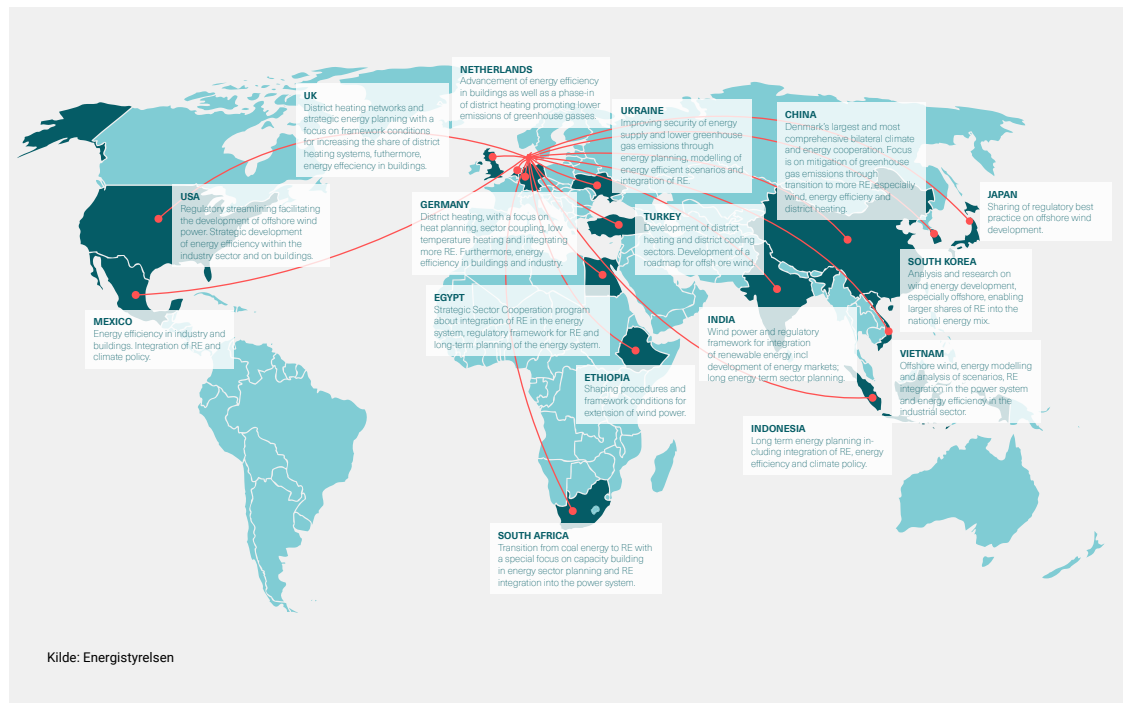 NETHERLANDS
Advancement of energy efficiency
in buildings as well as a phase-in
of district heating promoting lower
emissions of greenhouse gasses.
UK
District heating networks and
strategic energy planning with a
focus on framework conditions
for increasing the share of district
heating systems, futhermore,
energy effeciency in buildings.
UKRAINE
Improving security of energy
supply and lower greenhouse
gas emissions through
energy planning, modelling of
energy efficient scenarios and
integration of RE.
CHINA
Denmark's largest and most
comprehensive bilateral climate
and energy cooperation. Focus
is on mitigation of greenhouse
gas emissions through
transition to more RE, especially
wind, energy efficieny and
district heating.
USA
Regulatory streamlining facilitating
the development of offshore wind
power. Strategic development
of energy efficiency within the
industry sector and on buildings.
GERMANY
District heating, with a focus on
heat planning, sector coupling, low
temperature heating and integrating
more RE. Furthermore, energy
efficiency in buildings and industry.
TURKEY
Development of district
heating and district cooling
sectors. Development of a
roadmap for offsh ore wind.
JAPAN
Sharing of regulatory best
practice on offshore wind
development.
SOUTH KOREA
Analysis and research on
wind energy development,
especially offshore, enabling
larger shares of RE into the
national energy mix.
EGYPT
Strategic Sector Cooperation program
about integration of RE in the energy
system, regulatory framework for RE and
long-term planning of the energy system.
MEXICO
Energy efficiency in industry and
buildings. Integration of RE and
climate policy.
INDIA
Wind power and regulatory
framework for integration
of renewable energy incl
development of energy markets;
long energy term sector planning.
VIETNAM
Offshore wind, energy modelling
and analysis of scenarios, RE
integration in the power system
and energy efficiency in the
industrial sector.
ETHIOPIA
Shaping procedures and
framework conditions for
extension of wind power.
INDONESIA
Long term energy planning in-
cluding integration of RE, energy
efficiency and climate policy.
SOUTH AFRICA
Transition from coal energy to RE with
a special focus on capacity building
in energy sector planning and RE
integration into the power system.
Kilde: Energistyrelsen